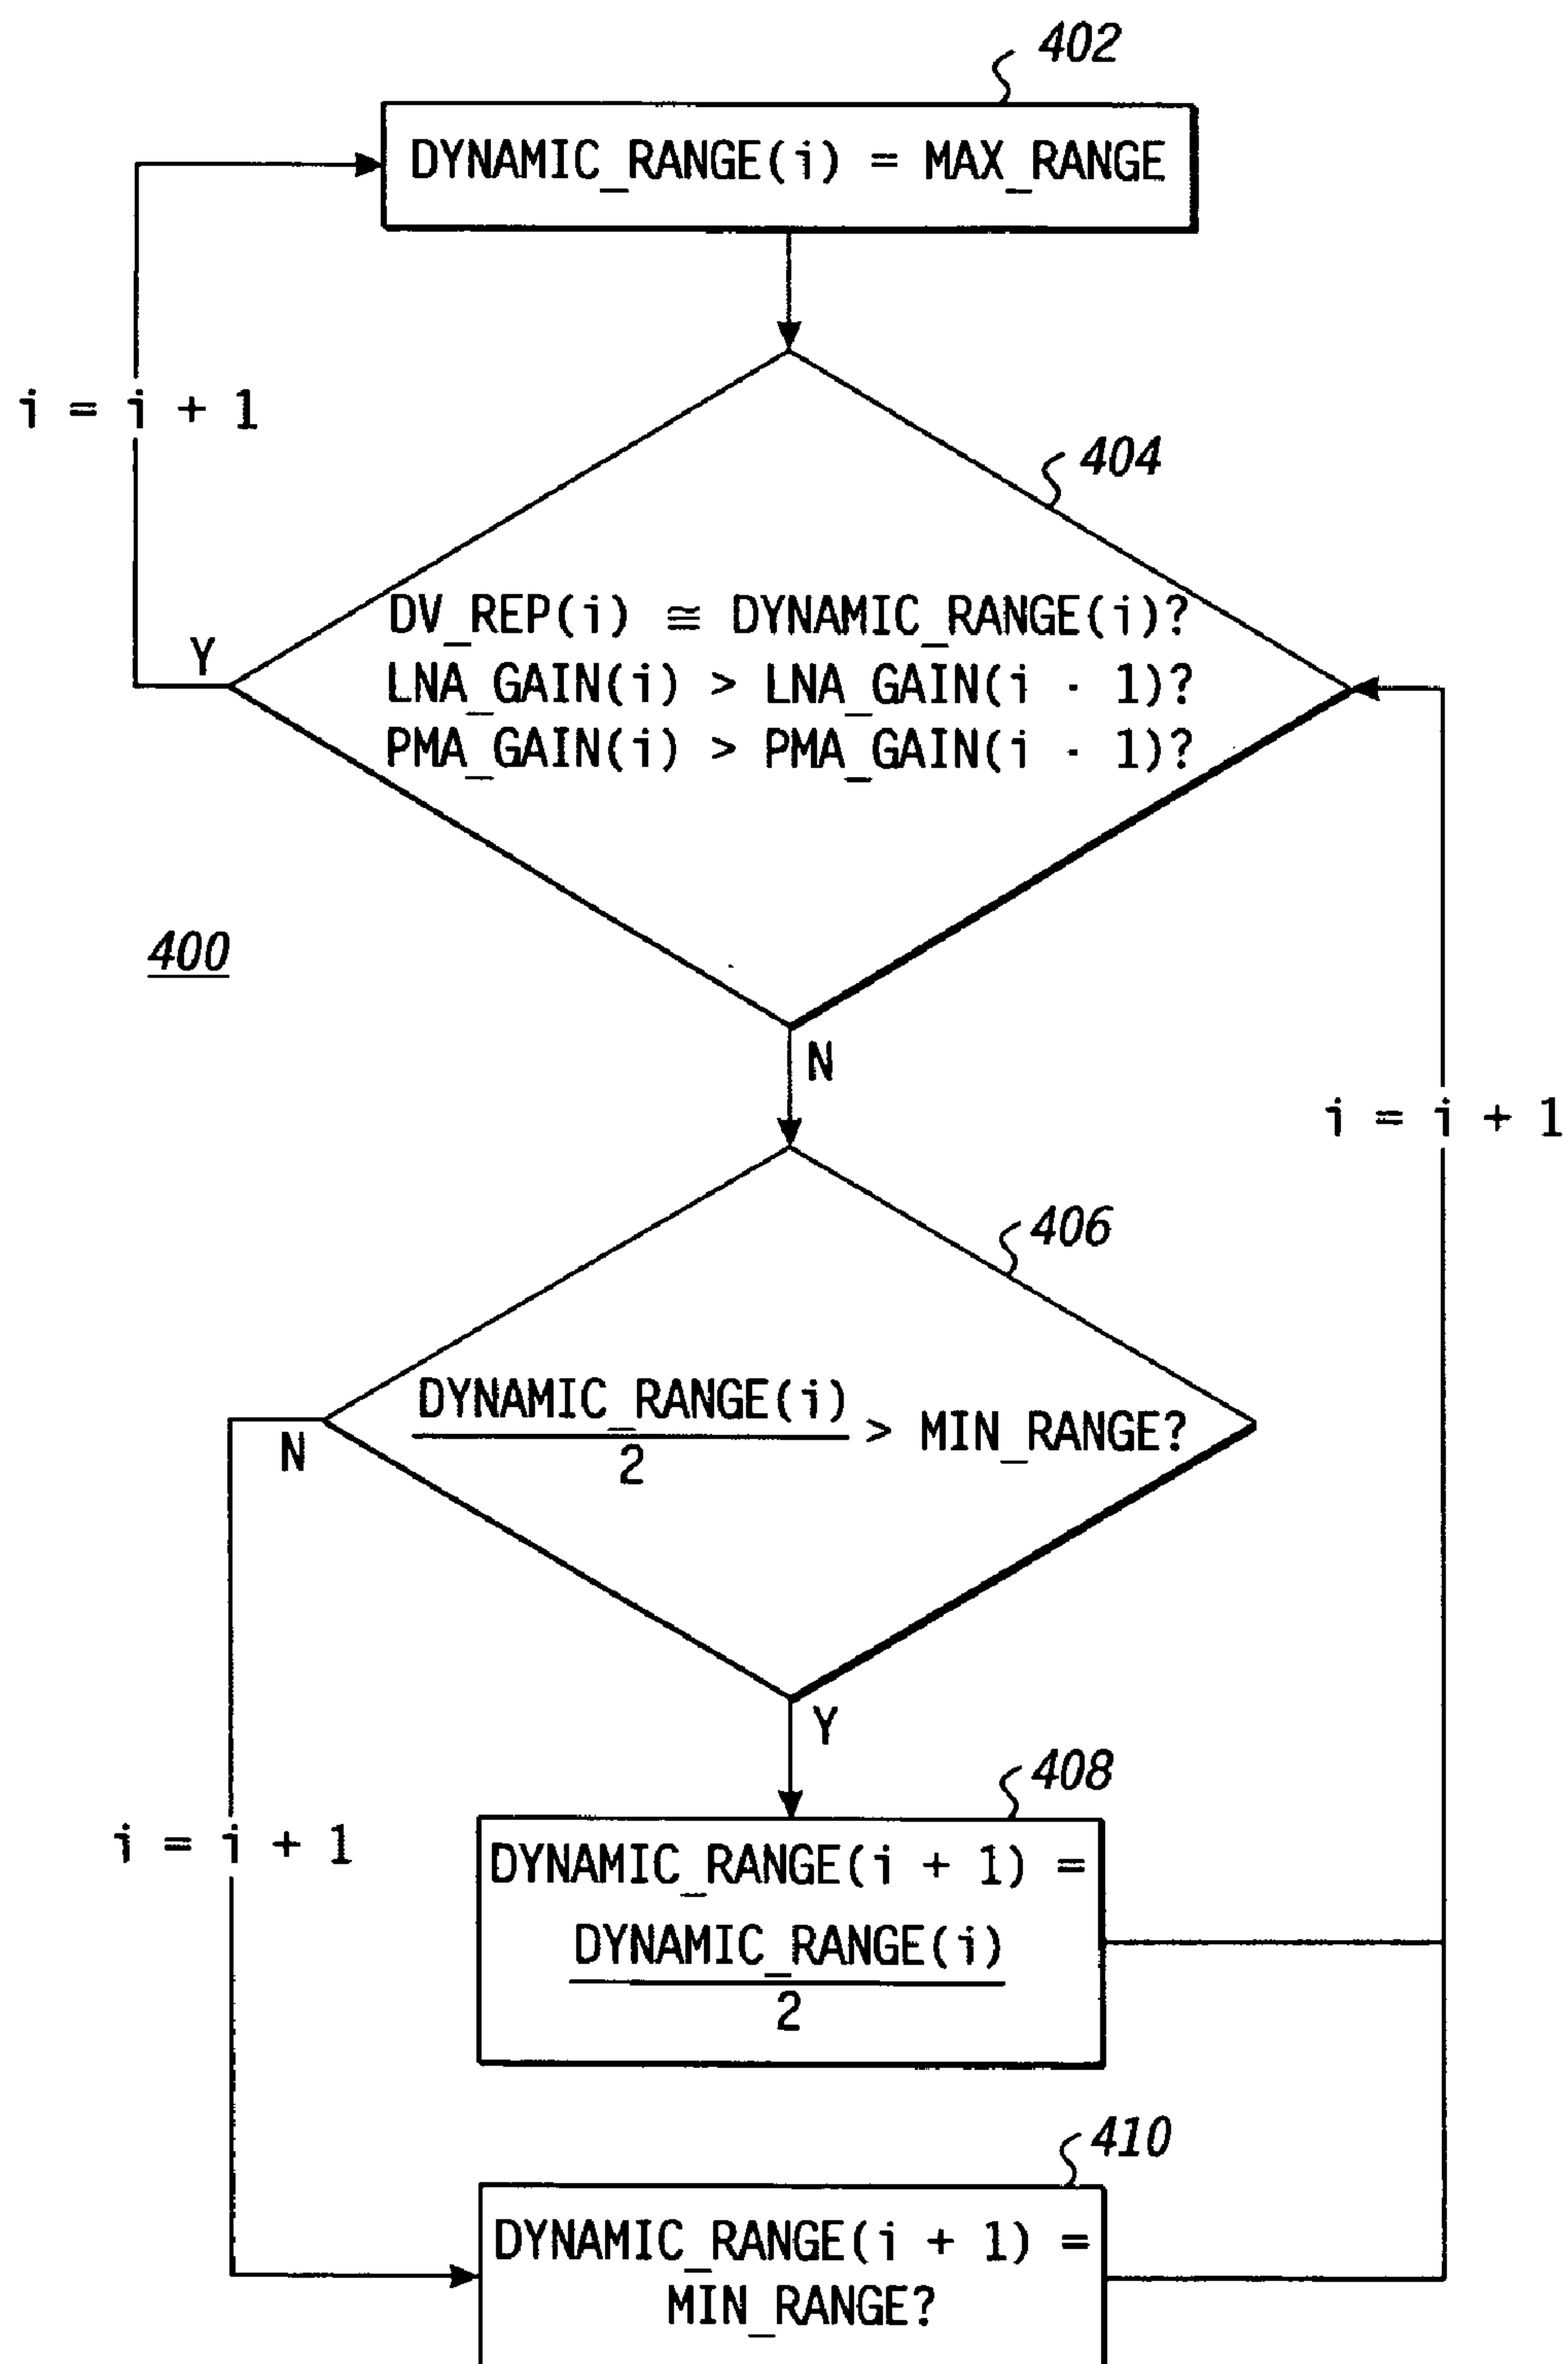 402
DYNAMIC_RANGE(i) = MAX_RANGE
i = i + 1
404
DV_REP(i) ≅ DYNAMIC_RANGE(i)?
LNA_GAIN(i) > LNA_GAIN(i - 1)?
PMA_GAIN(i) > PMA_GAIN(i - 1)?
Y
400
N
i = i + 1
406
DYNAMIC_RANGE(i)
2
> MIN_RANGE?
N
Y
408
i = i + 1
DYNAMIC_RANGE(i + 1) =
DYNAMIC_RANGE(i)
2
410
DYNAMIC_RANGE(i + 1) =
MIN_RANGE?